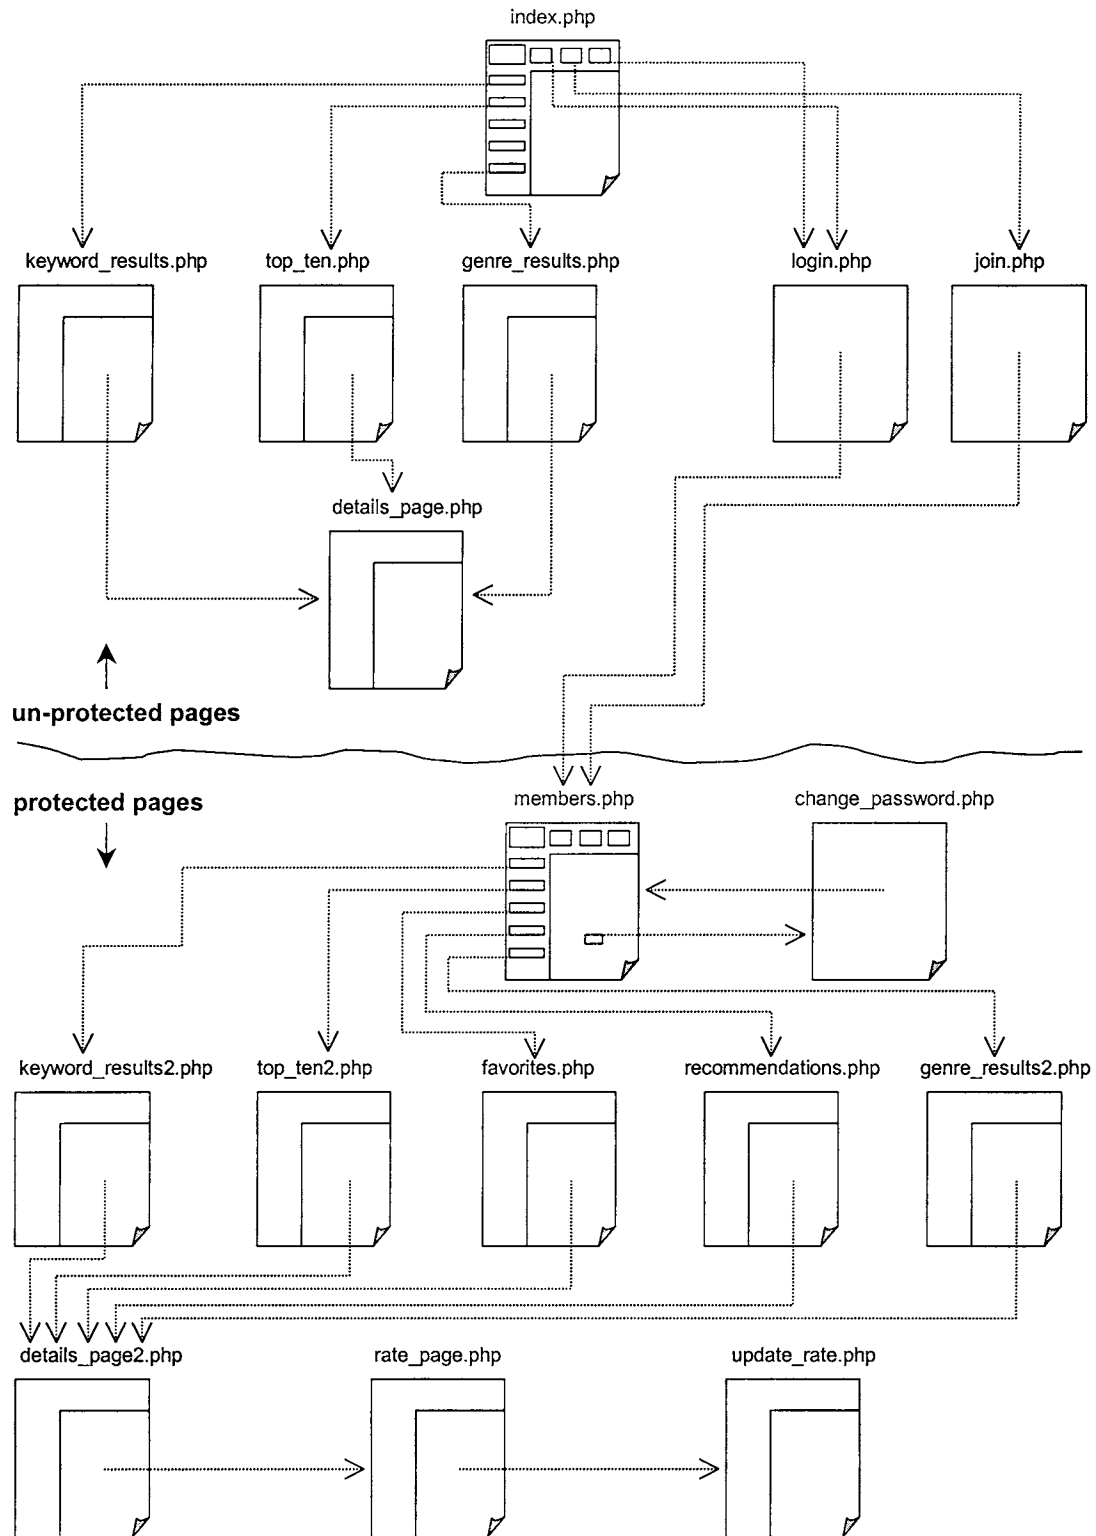 index.php
keyword_results.php
top_ten.php
genre_results.php
login.php
join.php
details_page.php
un-protected pages
protected pages
members.php
change_password.php
keyword_results2.php
top_ten2.php
favorites.php
recommendations.php
genre_results2.php
details_page2.php
rate_page.php
update_rate.php